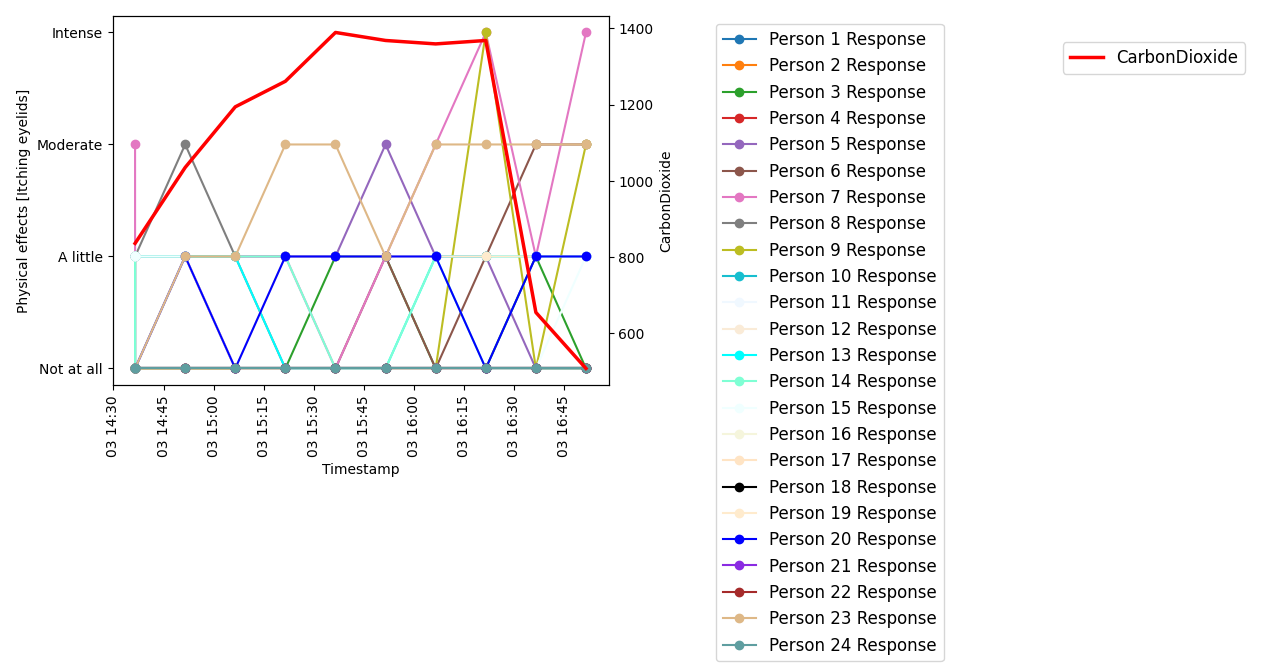 Physical effects [Itching eyelids]
Intense
Moderate
A little
Not at all
03 14:30
03 14:45
03 15:00
03 15:15
03 15:30
03 15:45
03 16:00
03 16:15
03 16:30
03 16:45
Timestamp
1400
1200
1000
800
600
CarbonDioxide
Person 1 Response
Person 2 Response
Person 3 Response
Person 4 Response
Person 5 Response
Person 6 Response
Person 7 Response
Person 8 Response
Person 9 Response
Person 10 Response
Person 11 Response
Person 12 Response
Person 13 Response
Person 14 Response
Person 15 Response
Person 16 Response
Person 17 Response
Person 18 Response
Person 19 Response
Person 20 Response
Person 21 Response
Person 22 Response
Person 23 Response
Person 24 Response
CarbonDioxide